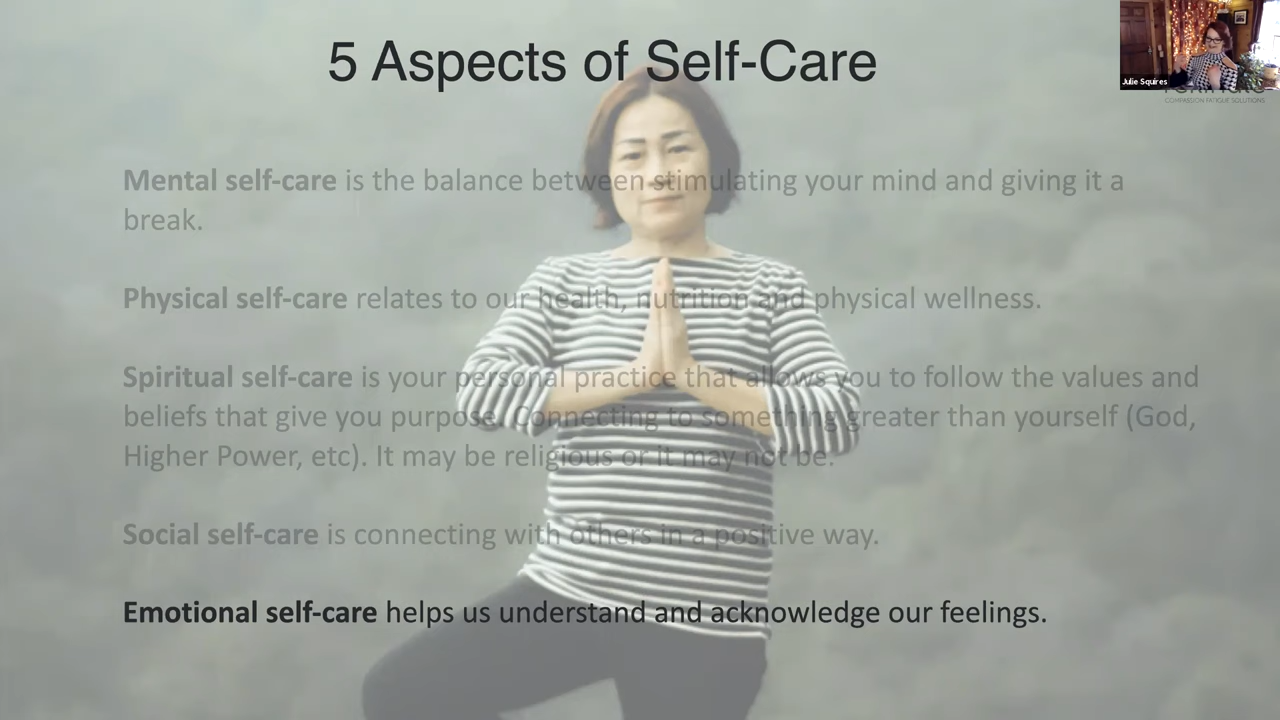 5 Aspects of Self-Care
Julie Squires
COMPASSION FATIGUE SOLUTIONS
Mental self-care is the balance between stimulating your mind and giving it a
break.
Physical self-care relates to our health, nutrition and physical wellness.
Spiritual self-care is your personal practice that allows you to follow the values and
beliefs that give you purpose. Connecting to something greater than yourself (God,
Higher Power, etc). It may be religious or it may not be.
Social self-care is connecting with others in a positive way.
Emotional self-care helps us understand and acknowledge our feelings.